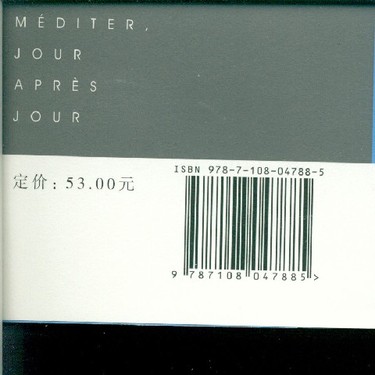 MÉDITER,
JOUR
APRÈS
JOUR
ISBN 978-7-108-04788-5
定价: 53.00元
9 787108 047885 >